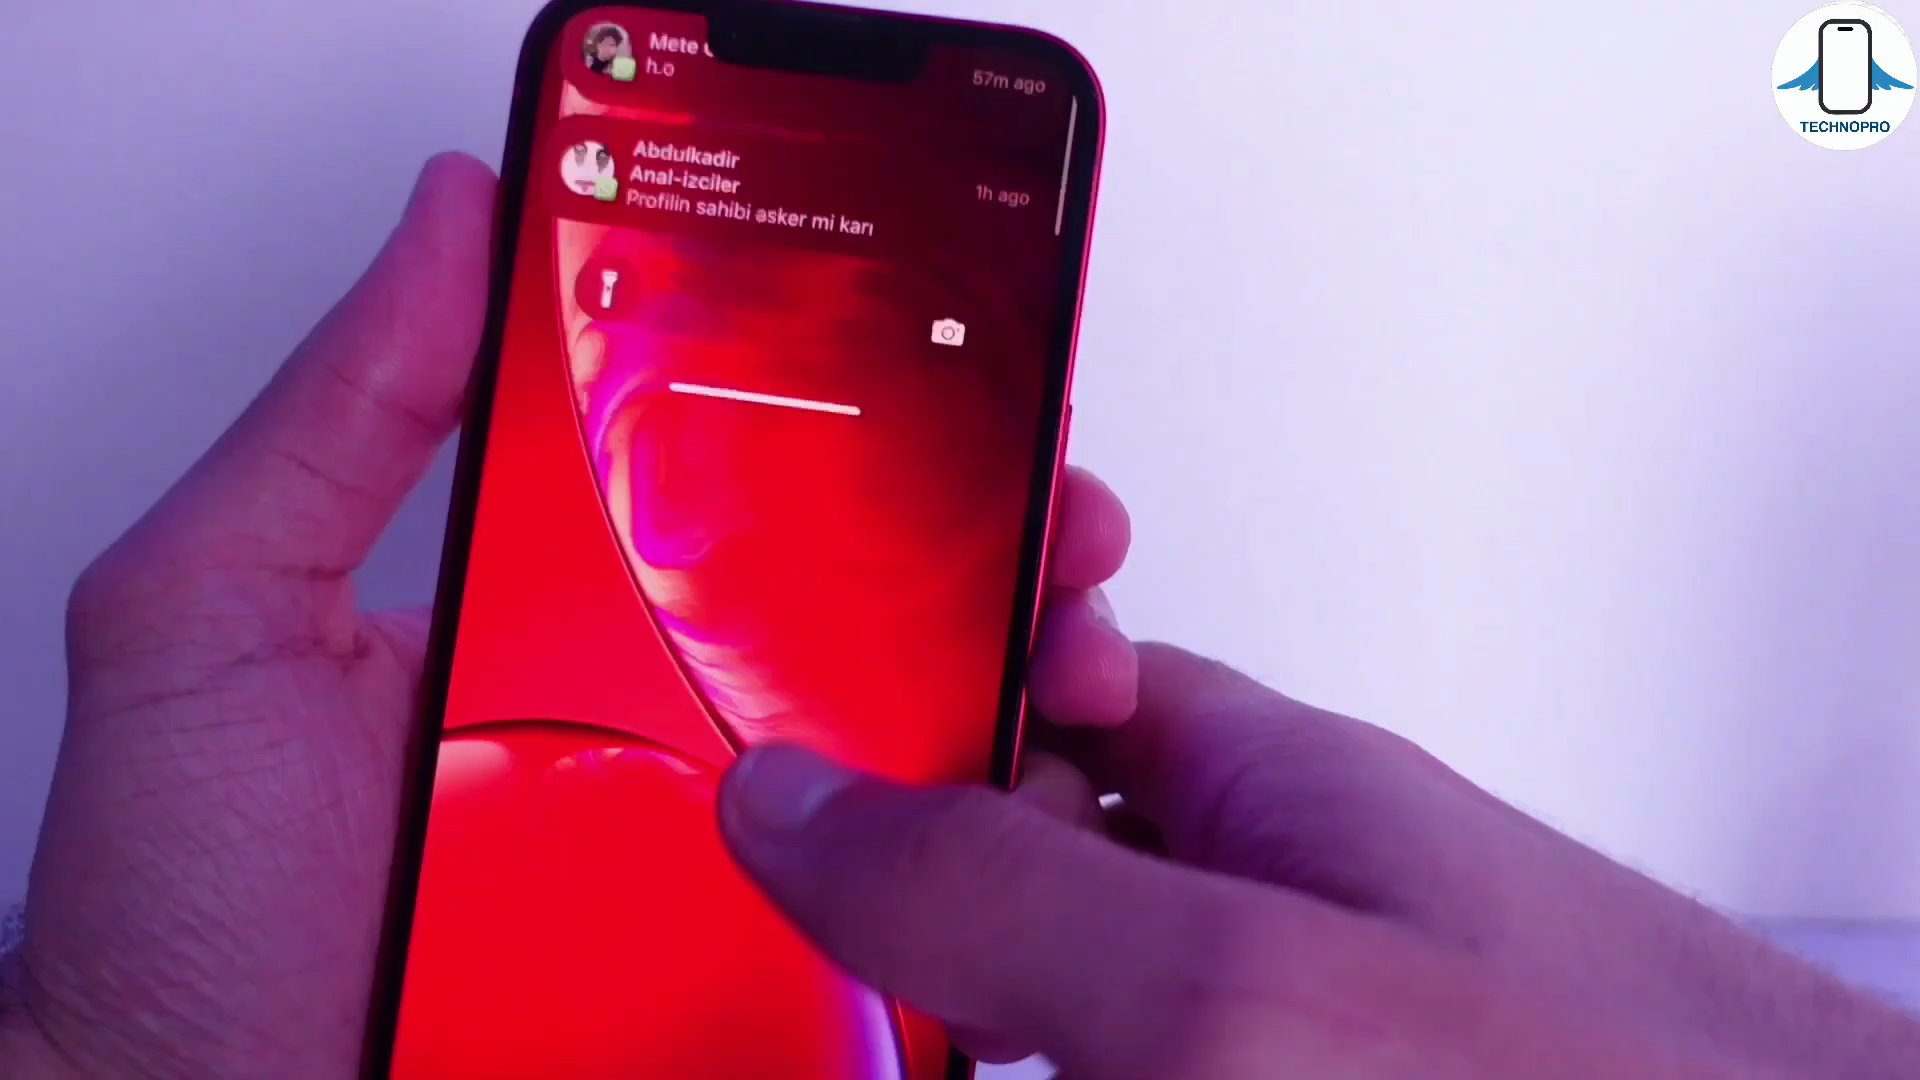 Mete
h.o
57m ago
Abdulkadir
Anal-izciler
Profilin sahibi asker mi karı
1h ago
TECHNOPRO